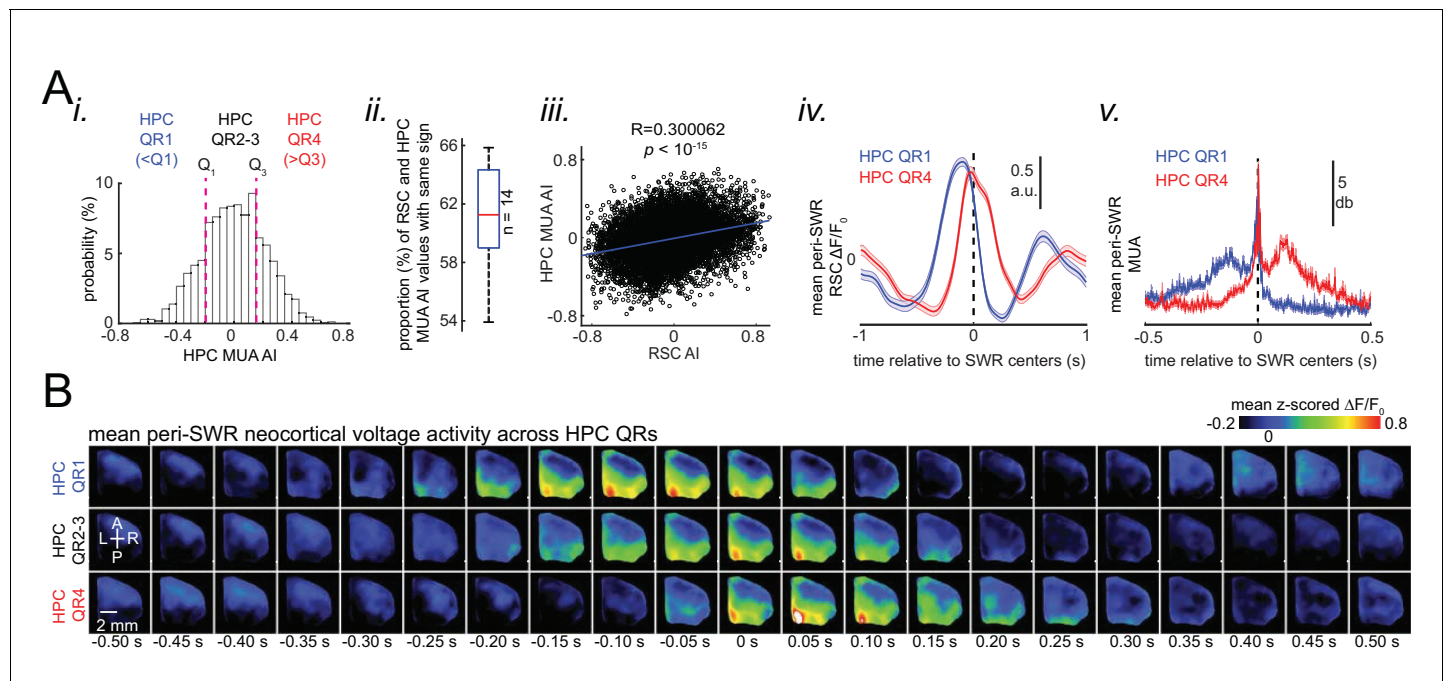 A
i.
HPC
QR1
(<Q1)
HPC
QR2-3
HPC
QR4
(>Q3)
Q1
Q3
probability (%)
10
5
0
-0.8
-0.4
0
0.4
0.8
HPC MUA AI
ii.
proportion (%) of RSC and HPC
MUA AI values with same sign
66
62
58
54
n = 14
iii.
R=0.300062
p < 10-15
HPC MUA AI
0.8
0
-0.8
-0.8
0
0.8
RSC AI
iv.
HPC QR1
HPC QR4
0.5
a.u.
mean peri-SWR
RSC ΔF/F0
0
-1
0
1
time relative to SWR centers (s)
v.
HPC QR1
HPC QR4
5
db
mean peri-SWR
MUA
-0.5
0
0.5
time relative to SWR centers (s)
B
mean peri-SWR neocortical voltage activity across HPC QRs
mean z-scored ΔF/F0
-0.2
0.8
0
HPC
QR1
HPC
QR2-3
A
L R
P
HPC
QR4
2 mm
-0.50 s -0.45 s -0.40 s -0.35 s -0.30 s -0.25 s -0.20 s -0.15 s -0.10 s -0.05 s 0 s 0.05 s 0.10 s 0.15 s 0.20 s 0.25 s 0.30 s 0.35 s 0.40 s 0.45 s 0.50 s